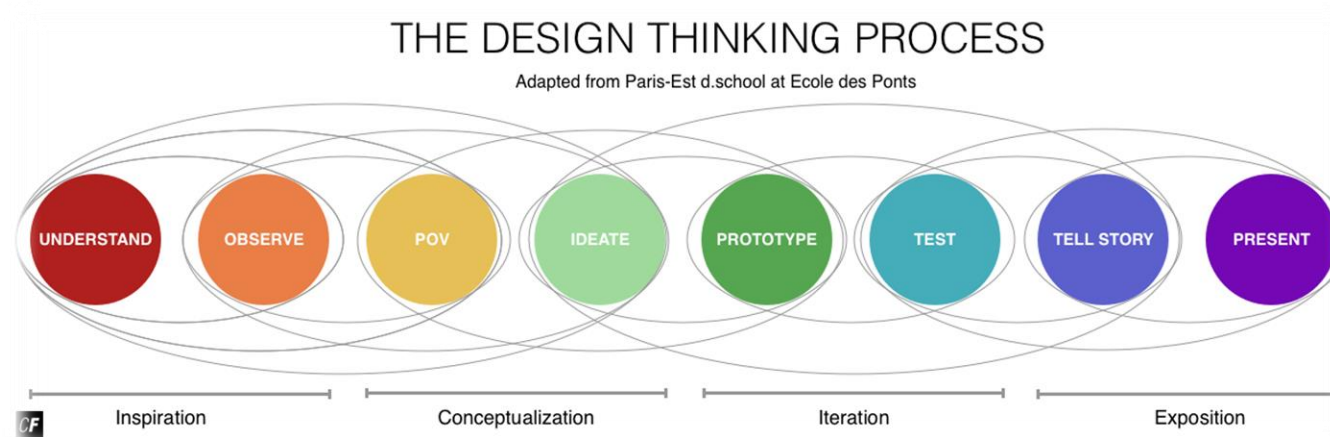 THE DESIGN THINKING PROCESS
Adapted from Paris-Est d.school at Ecole des Ponts
UNDERSTAND
OBSERVE
POV
IDEATE
PROTOTYPE
TEST
TELL STORY
PRESENT
Inspiration
Conceptualization
Iteration
Exposition
CF